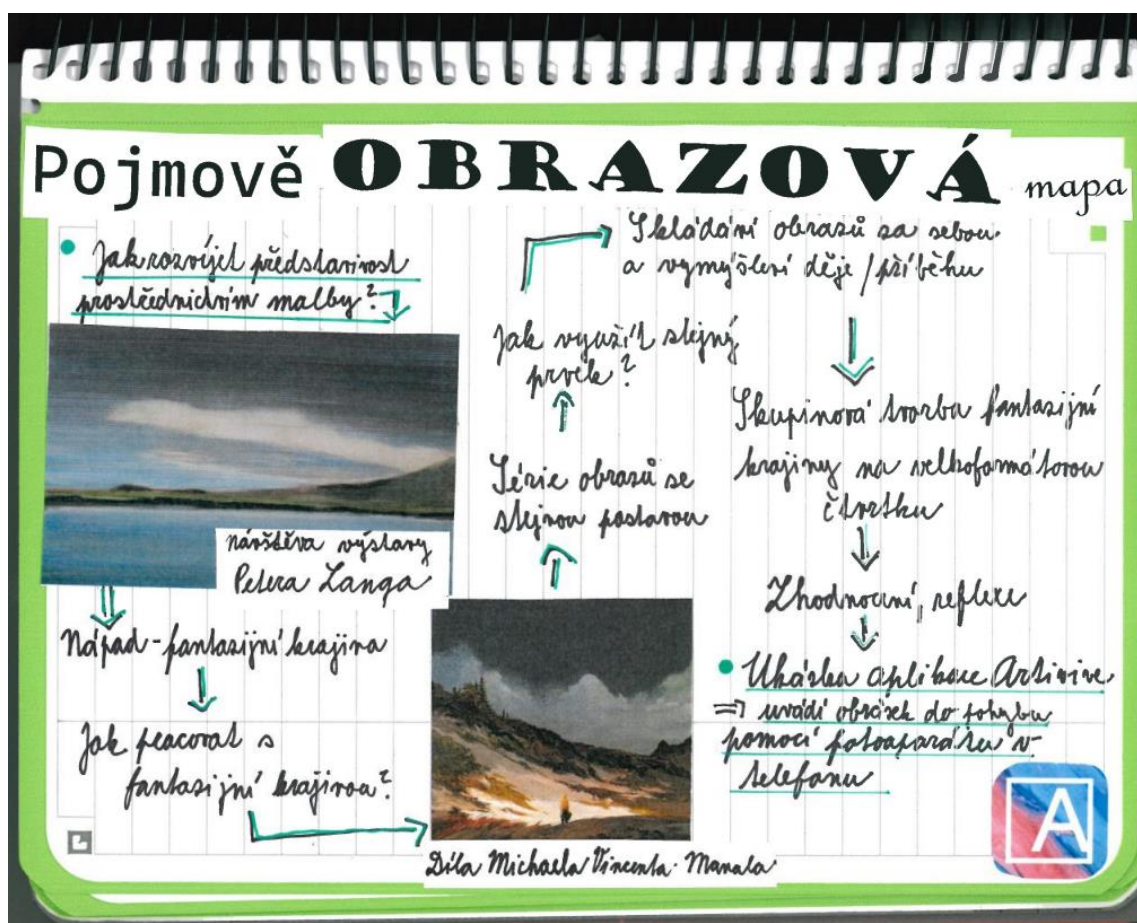 Pojmově OBRAZOVÁ mapa
Jak rozvíjet představivost
prostřednictvím malby?
návštěva výstavy
Petera Langa
Nápad - fantasijní krajina
Jak pracovat s
fantasijní krajinou?
Díla Michaela Vincenta Manala
Série obrazů se
stejnou postavou
Jak využít stejný
prvek?
Skládání obrazů za sebou
a vymýšlení děje / příběhu
Skupinová tvorba fantasijní
krajiny na velkoformátovou
čtvrtku
Zhodnocení, reflexe
Ukázka aplikace Artivive
=> uvádí obrázek do pohybu
pomocí fotoaparátu v
telefonu
A